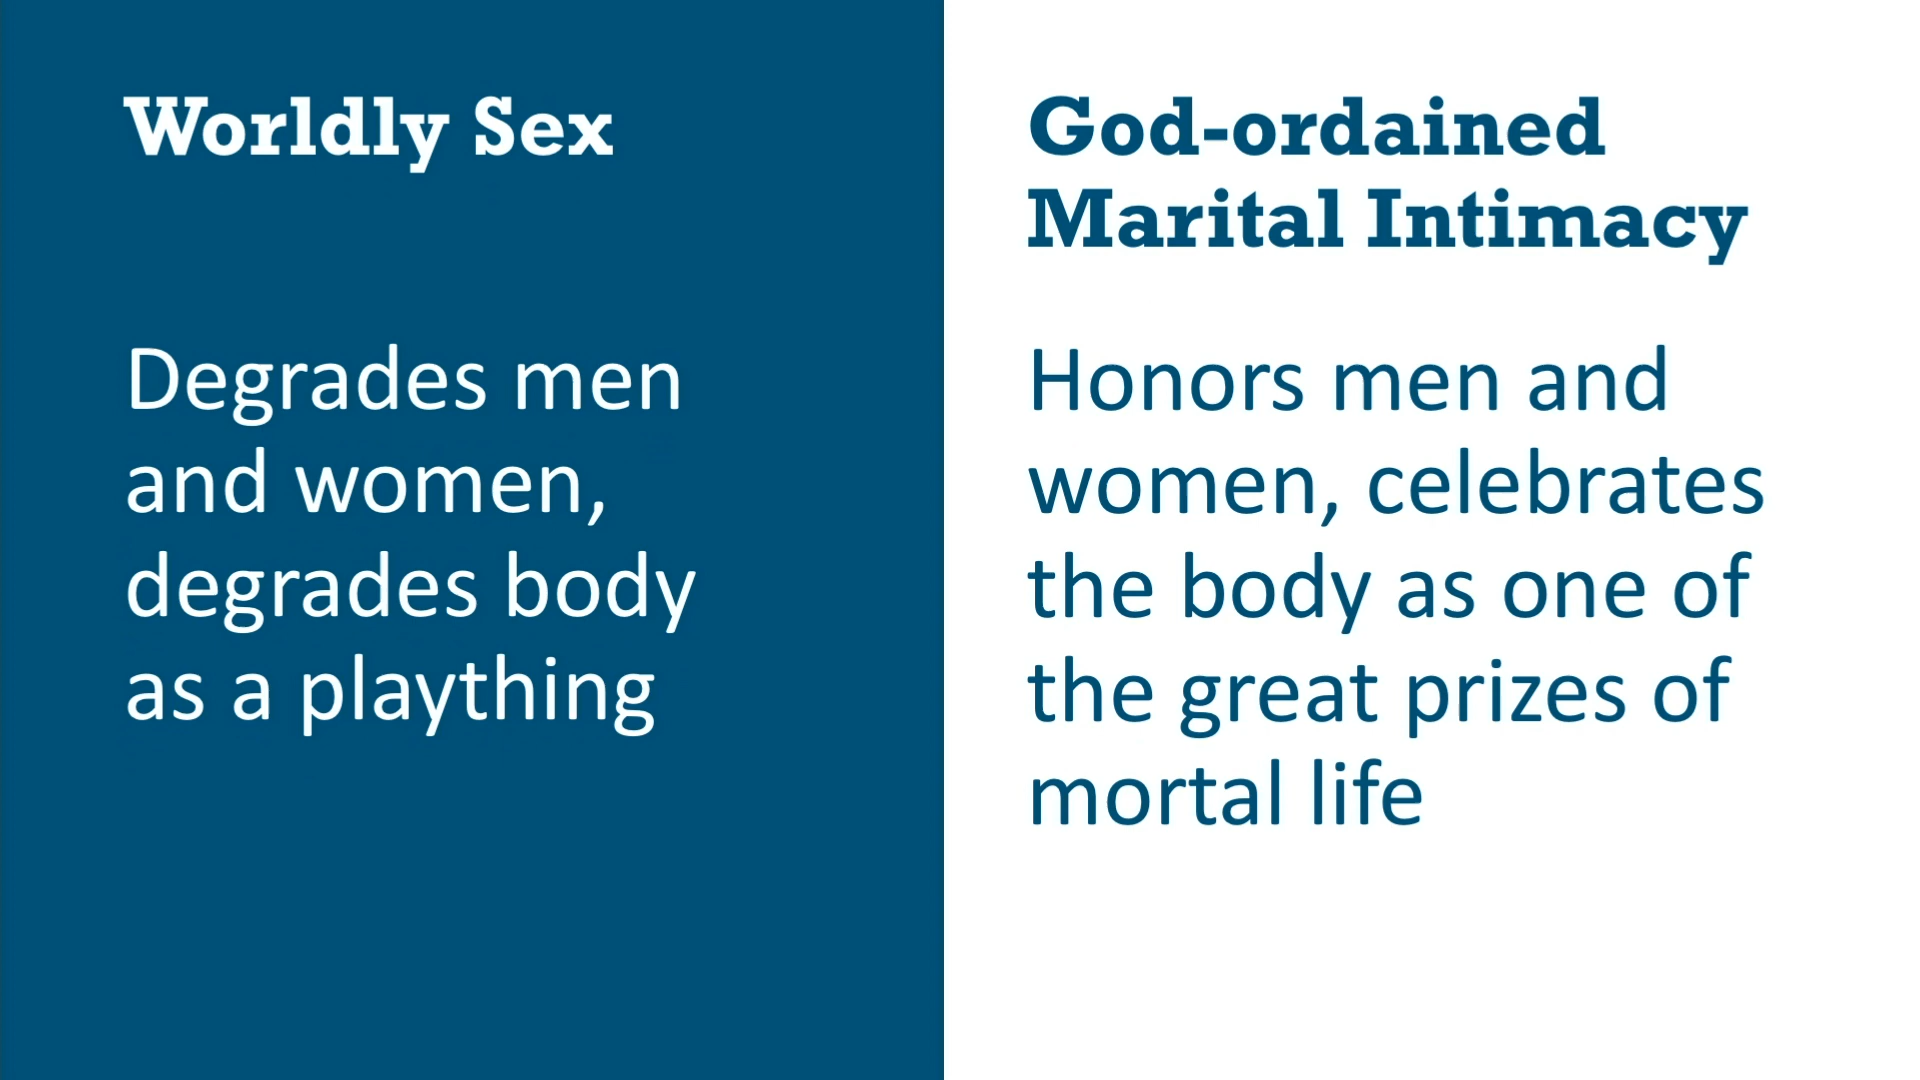 Worldly Sex
Degrades men
and women,
degrades body
as a plaything
God-ordained
Marital Intimacy
Honors men and
women, celebrates
the body as one of
the great prizes of
mortal life